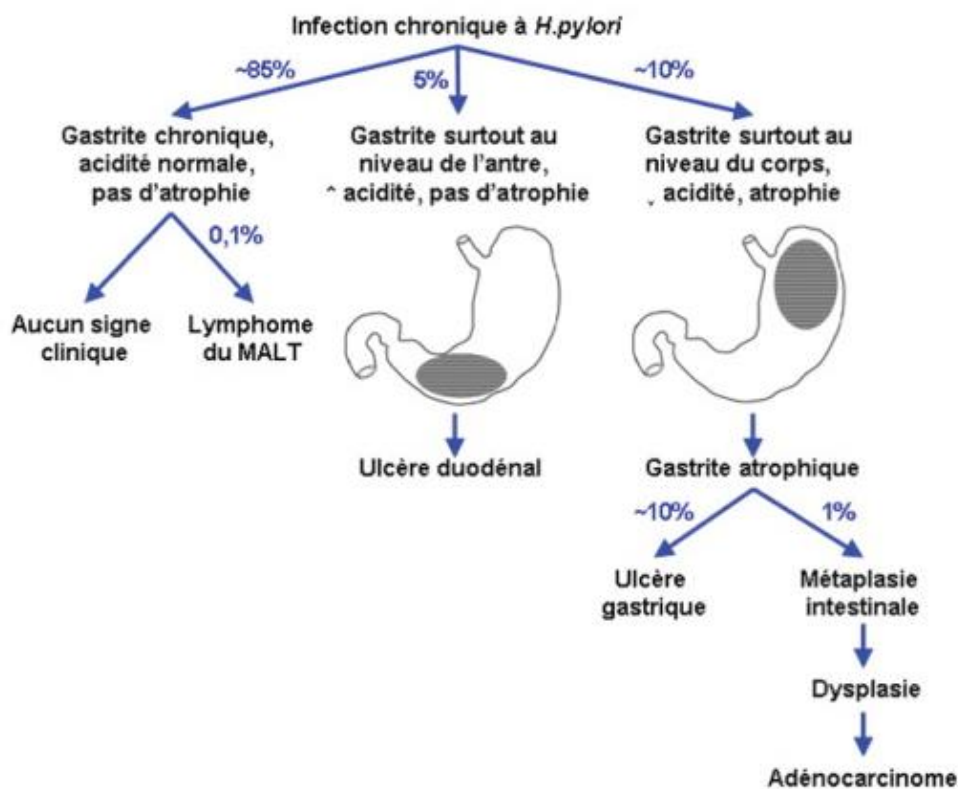 Infection chronique à H.pylori
~85%
5%
~10%
Gastrite chronique,
acidité normale,
pas d'atrophie
Gastrite surtout au
niveau de l'antre,
ˆ acidité, pas d'atrophie
Gastrite surtout au
niveau du corps,
ˬ acidité, atrophie
0,1%
Aucun signe
clinique
Lymphome
du MALT
Ulcère duodénal
Gastrite atrophique
~10%
1%
Ulcère
gastrique
Métaplasie
intestinale
Dysplasie
Adénocarcinome